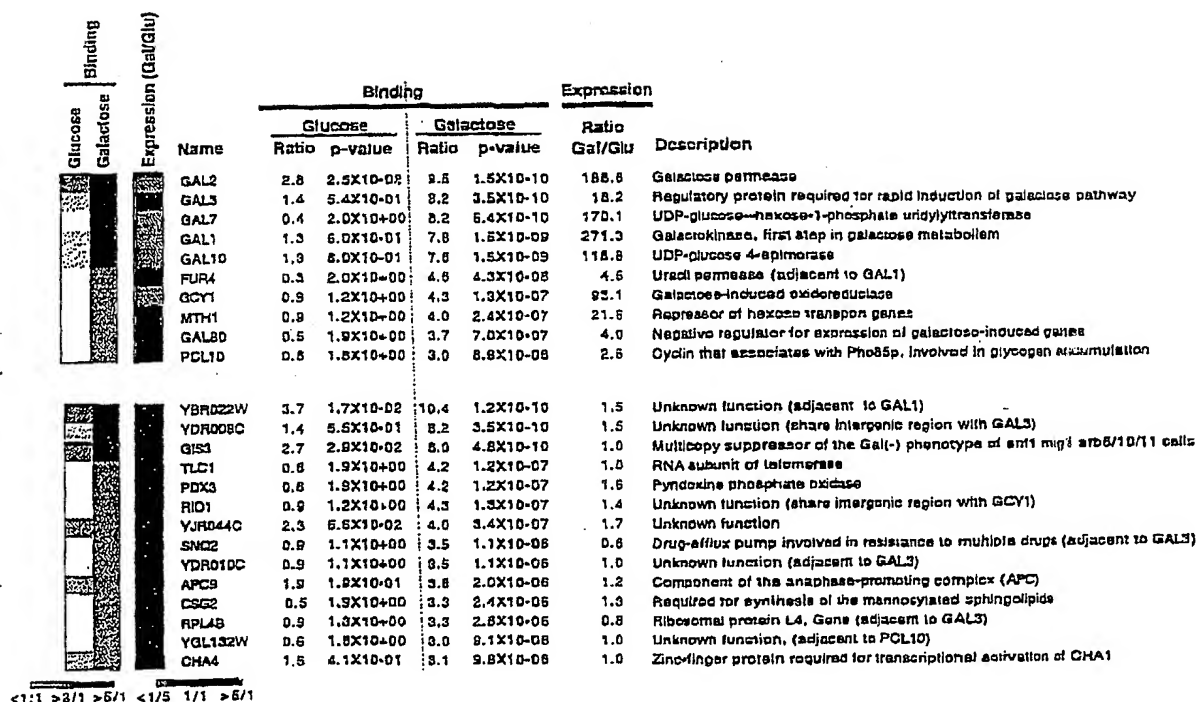 Binding
Expression (Gal/Glu)
Glucose
Galactose
Binding Expression
Glucose Galactose Ratio
Name Ratio p-value Ratio p-value Gal/Glu Description
GAL2 2.8 2.5X10-02 9.5 1.5X10-10 188.6 Galactose permease
GAL3 1.4 5.4X10-01 8.2 3.5X10-10 18.2 Regulatory protein required for rapid induction of galactose pathway
GAL7 0.4 2.0X10+00 8.2 6.4X10-10 170.1 UDP-glucose--hexose-1-phosphate uridylyltransferase
GAL1 1.3 6.0X10-01 7.8 1.5X10-09 271.3 Galactokinase, first step in galactose metabolism
GAL10 1.3 6.0X10-01 7.8 1.5X10-09 118.8 UDP-glucose 4-epimerase
FUR4 0.3 2.0X10+00 4.6 4.3X10-08 4.6 Uracil permease (adjacent to GAL1)
GCY1 0.9 1.2X10+00 4.3 1.3X10-07 93.1 Galactose-induced oxidoreductase
MTH1 0.9 1.2X10+00 4.0 2.4X10-07 21.6 Repressor of hexose transport genes
GAL80 0.5 1.9X10+00 3.7 7.0X10-07 4.0 Negative regulator for expression of galactose-induced genes
PCL10 0.8 1.8X10+00 3.0 8.9X10-06 2.6 Cyclin that associates with Pho85p, involved in glycogen accumulation
YBR022W 3.7 1.7X10-02 10.4 1.2X10-10 1.5 Unknown function (adjacent to GAL1)
YDR008C 1.4 5.5X10-01 8.2 3.5X10-10 1.5 Unknown function (share intergenic region with GAL3)
GIS3 2.7 2.9X10-02 8.0 4.8X10-10 1.0 Multicopy suppressor of the Gal(-) phenotype of snf1 mig1 srb8/10/11 cells
TLC1 0.6 1.9X10+00 4.2 1.2X10-07 1.0 RNA subunit of telomerase
PDX3 0.6 1.9X10+00 4.2 1.2X10-07 1.6 Pyridoxine phosphate oxidase
RIO1 0.9 1.2X10+00 4.3 1.3X10-07 1.4 Unknown function (share intergenic region with GCY1)
YJR044C 2.3 6.6X10-02 4.0 3.4X10-07 1.7 Unknown function
SNQ2 0.9 1.1X10+00 3.5 1.1X10-06 0.6 Drug-efflux pump involved in resistance to multiple drugs (adjacent to GAL3)
YDR010C 0.9 1.1X10+00 3.5 1.1X10-06 1.0 Unknown function (adjacent to GAL3)
APC9 1.9 1.9X10-01 3.6 2.0X10-06 1.2 Component of the anaphase-promoting complex (APC)
CSG2 0.5 1.9X10+00 3.3 2.4X10-06 1.3 Required for synthesis of the mannosylated sphingolipids
RPL4B 0.9 1.3X10+00 3.3 2.8X10-06 0.8 Ribosomal protein L4, Gene (adjacent to GAL3)
YGL132W 0.6 1.8X10+00 3.0 9.1X10-06 1.0 Unknown function, (adjacent to PCL10)
CHA4 1.5 4.1X10-01 3.1 9.8X10-06 1.0 Zinc-finger protein required for transcriptional activation of CHA1
<1:1 >3/1 >5/1 <1/5 1/1 >5/1